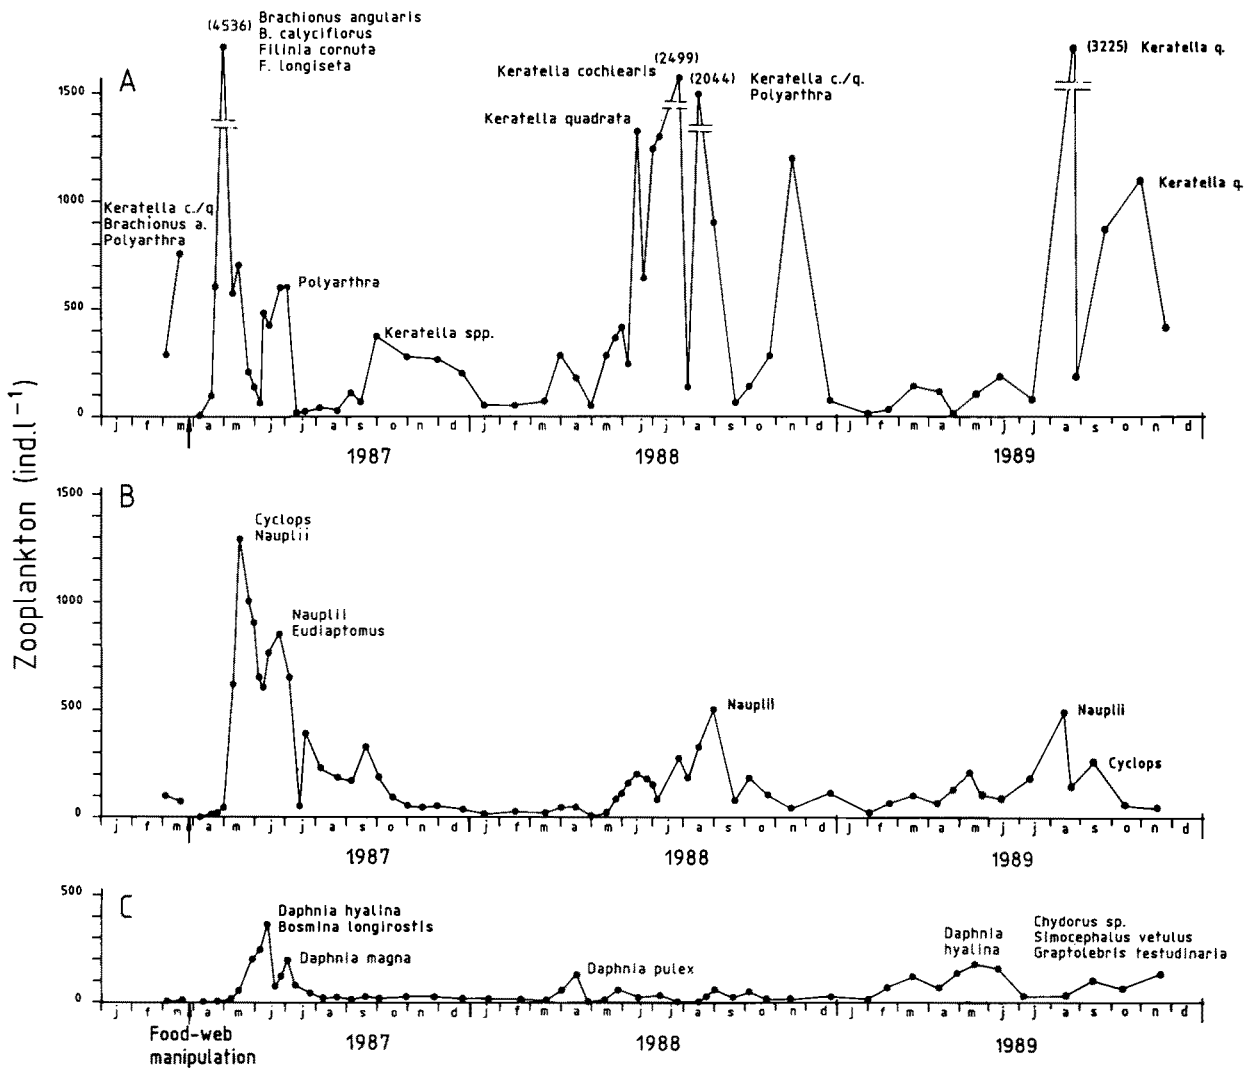 Zooplankton (ind.l⁻¹)
A
(4536)
Brachionus angularis
B. calyciflorus
Filinia cornuta
F. longiseta
Keratella c./q
Brachionus a.
Polyarthra
Polyarthra
Keratella spp.
Keratella quadrata
Keratella cochlearis
(2499)
(2044)
Keratella c./q.
Polyarthra
(3225) Keratella q.
Keratella q.
1500
1000
500
0
j f m a m j j a s o n d j f m a m j j a s o n d j f m a m j j a s o n d
1987 1988 1989
B
Cyclops
Nauplii
Nauplii
Eudiaptomus
Nauplii
Nauplii
Cyclops
1500
1000
500
0
j f m a m j j a s o n d j f m a m j j a s o n d j f m a m j j a s o n d
1987 1988 1989
C
Daphnia hyalina
Bosmina longirostis
Daphnia magna
Daphnia pulex
Daphnia
hyalina
Chydorus sp.
Simocephalus vetulus
Graptolebris testudinaria
500
0
j f m a m j j a s o n d j f m a m j j a s o n d j f m a m j j a s o n d
Food-web
manipulation
1987 1988 1989